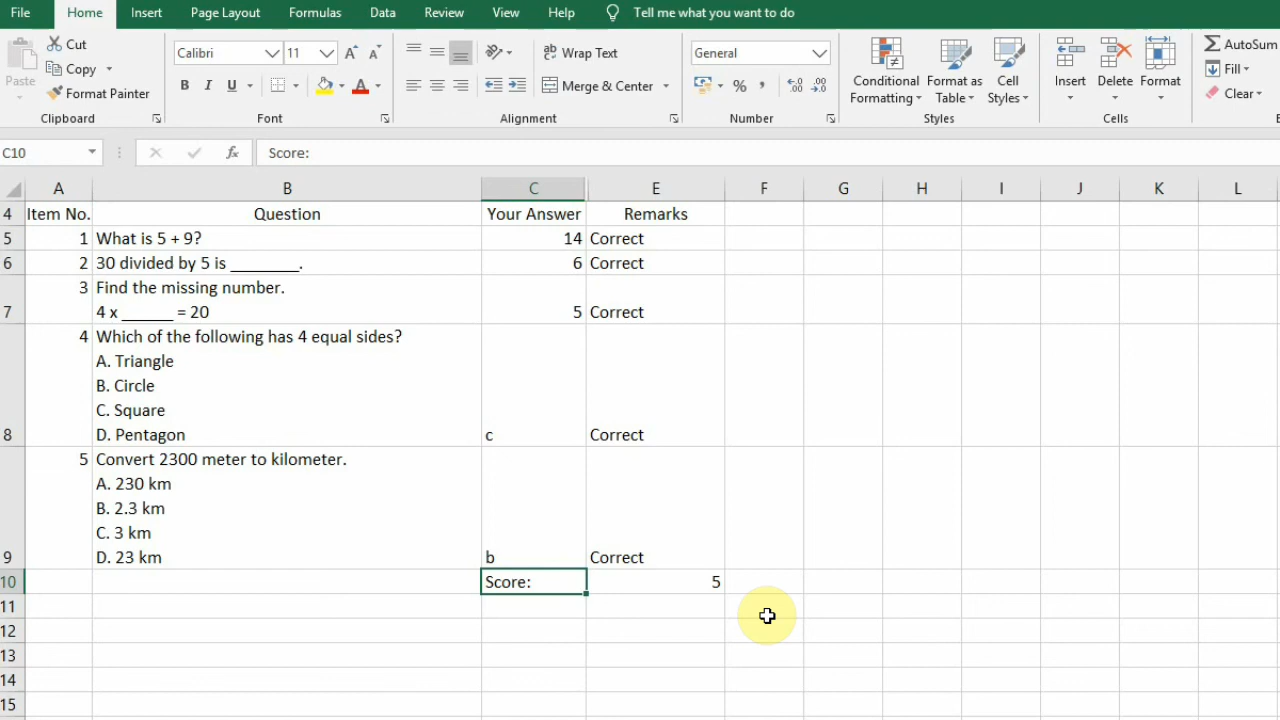 File Home Insert Page Layout Formulas Data Review View Help Tell me what you want to do
Paste Cut Copy Format Painter Clipboard
Calibri 11 B I U A Font
Wrap Text Merge & Center Alignment
General % , Number
Conditional Formatting Format as Table Cell Styles Styles
Insert Delete Format Cells
AutoSum Fill Clear
C10 fx Score:
A B C E F G H I J K L
4 Item No. Question Your Answer Remarks
5 1 What is 5 + 9? 14 Correct
6 2 30 divided by 5 is ________. 6 Correct
3 Find the missing number.
7 4 x ______ = 20 5 Correct
4 Which of the following has 4 equal sides?
A. Triangle
B. Circle
C. Square
8 D. Pentagon c Correct
5 Convert 2300 meter to kilometer.
A. 230 km
B. 2.3 km
C. 3 km
9 D. 23 km b Correct
10 Score: 5
11
12
13
14
15